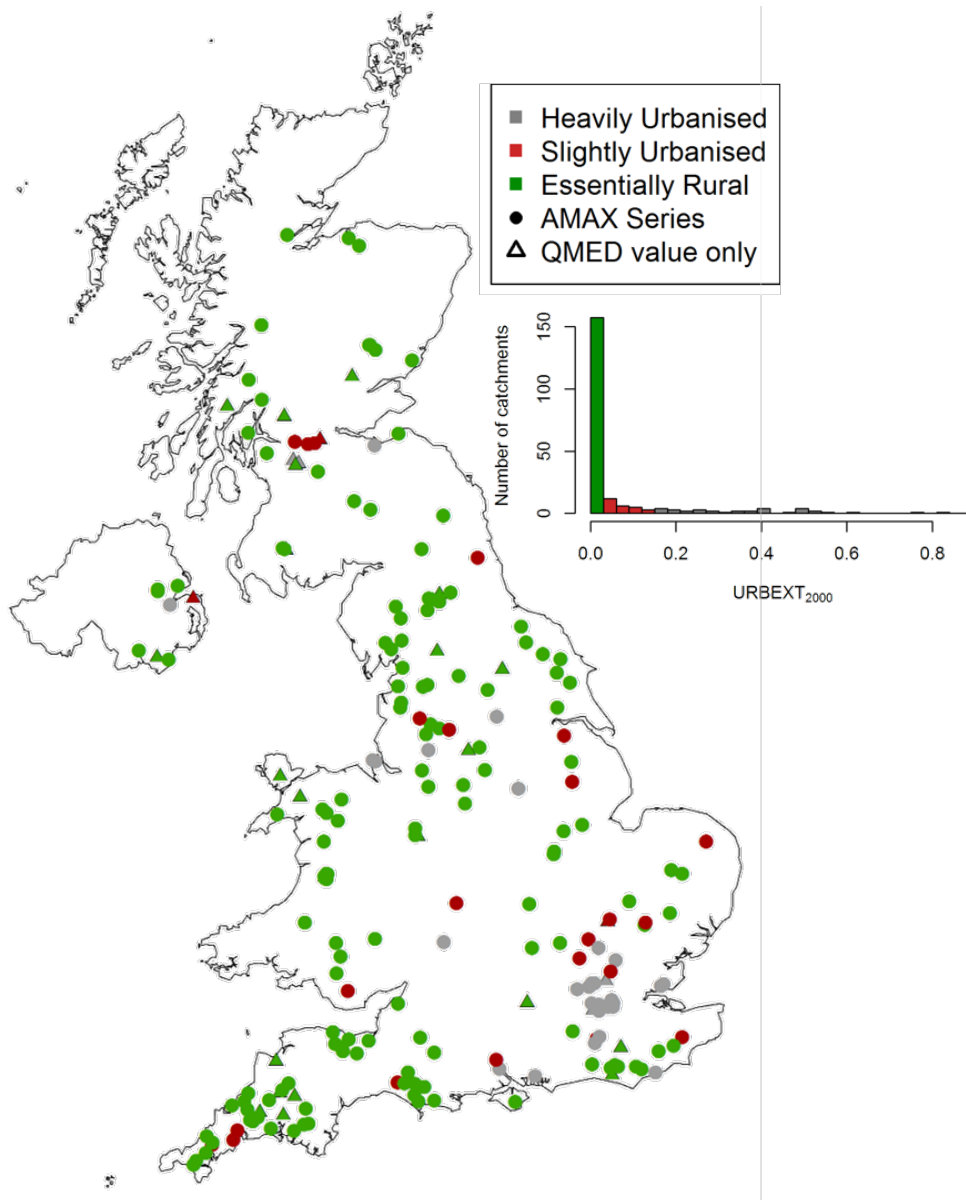 Heavily Urbanised
Slightly Urbanised
Essentially Rural
AMAX Series
QMED value only
Number of catchments
150
100
50
0
0.0 0.2 0.4 0.6 0.8
URBEXT2000